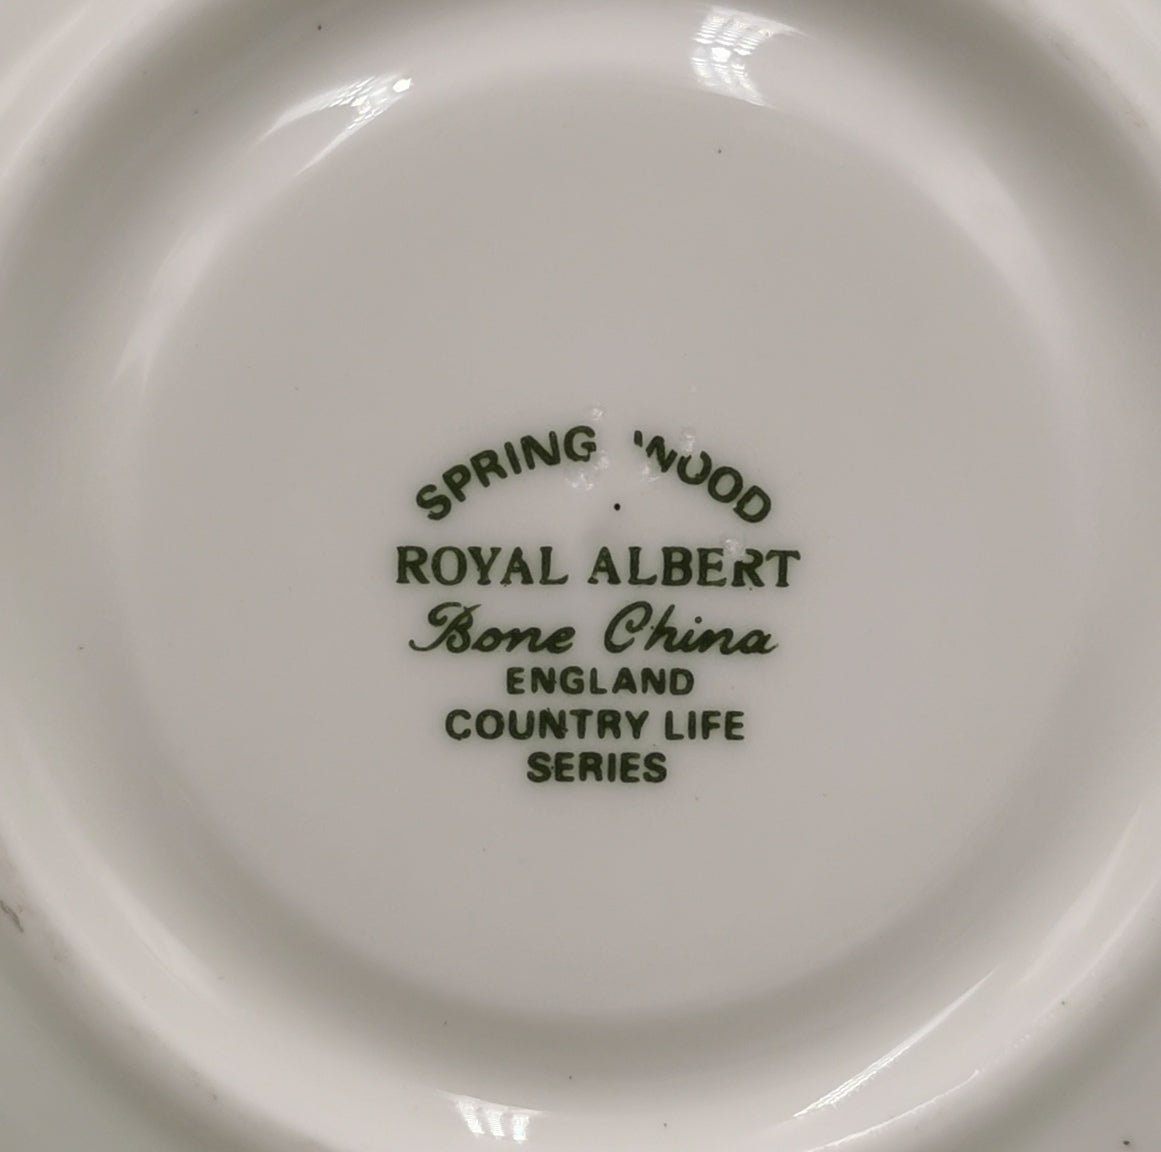 SPRING WOOD
ROYAL ALBERT
Bone China
ENGLAND
COUNTRY LIFE
SERIES